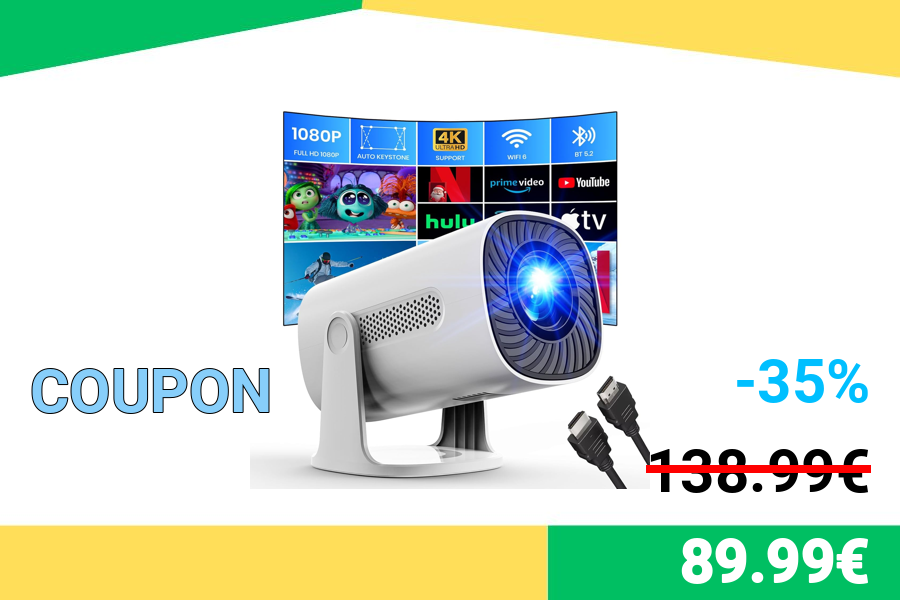 1080P
FULL HD 1080P
AUTO KEYSTONE
4K
ULTRA HD
SUPPORT
WIFI 6
BT 5.2
prime video
YouTube
hulu
tv
COUPON
-35%
138.99€
89.99€